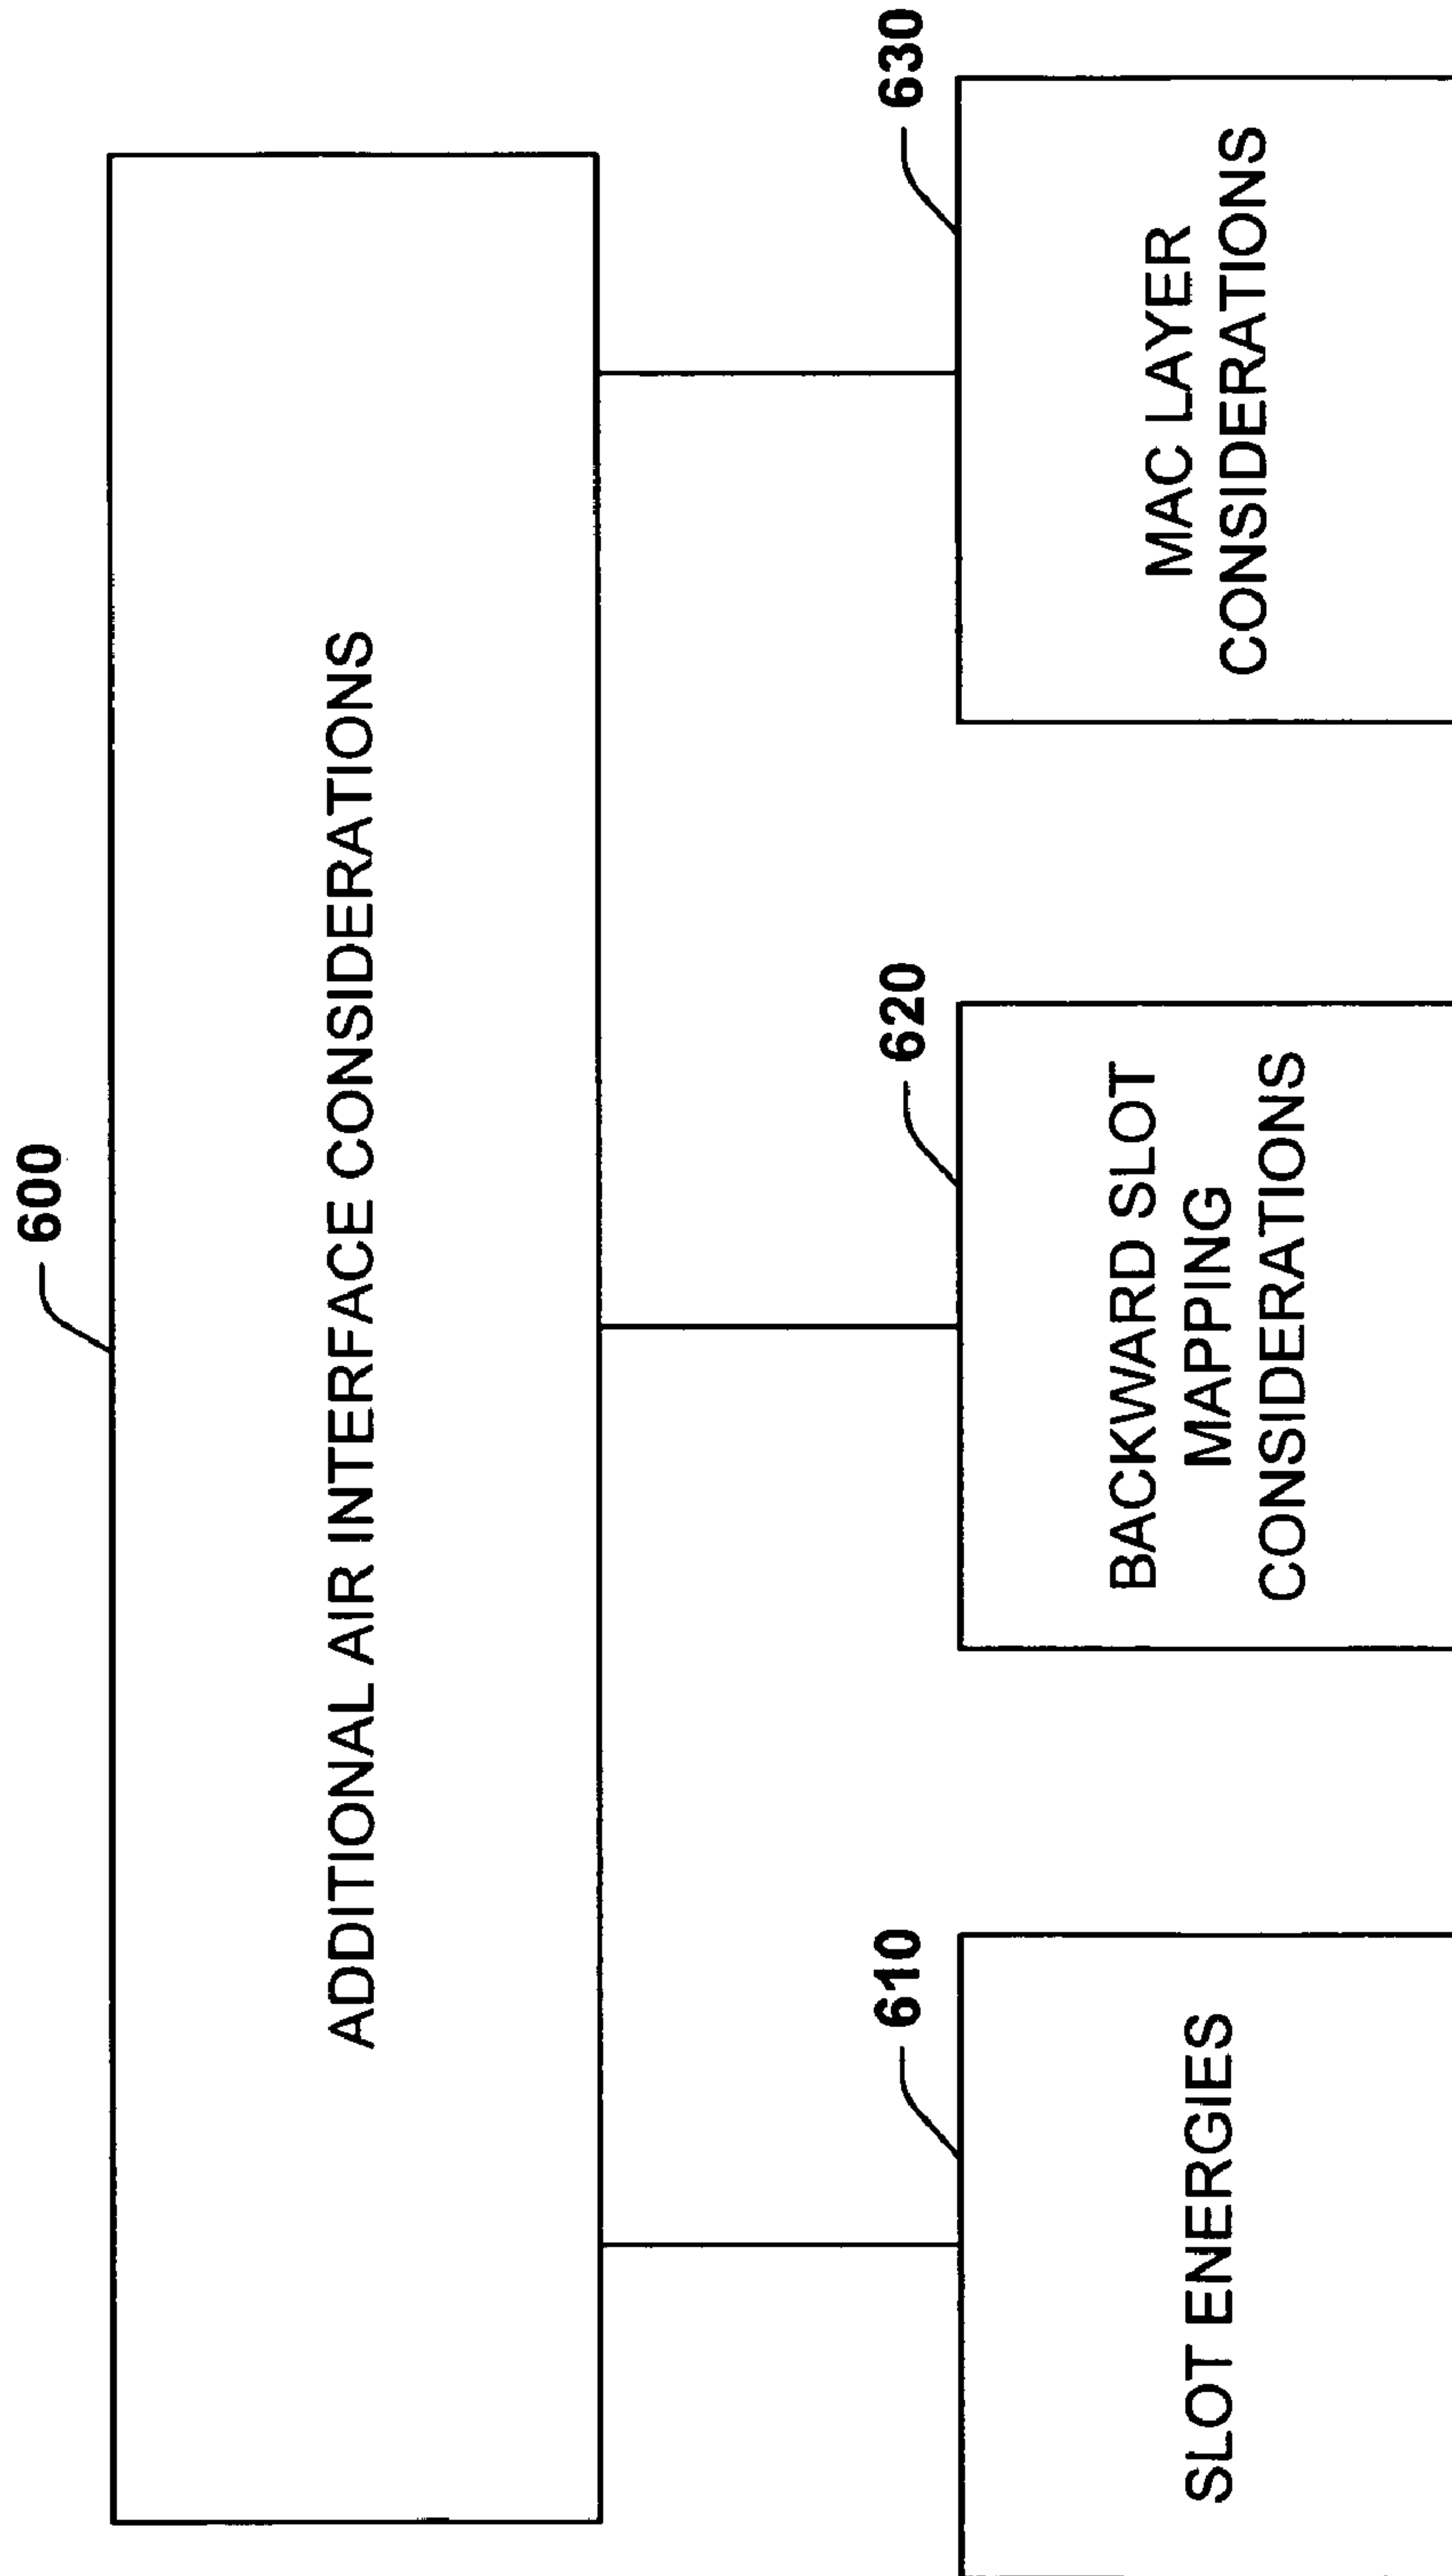 600
ADDITIONAL AIR INTERFACE CONSIDERATIONS
610
SLOT ENERGIES
620
BACKWARD SLOT
MAPPING
CONSIDERATIONS
630
MAC LAYER
CONSIDERATIONS